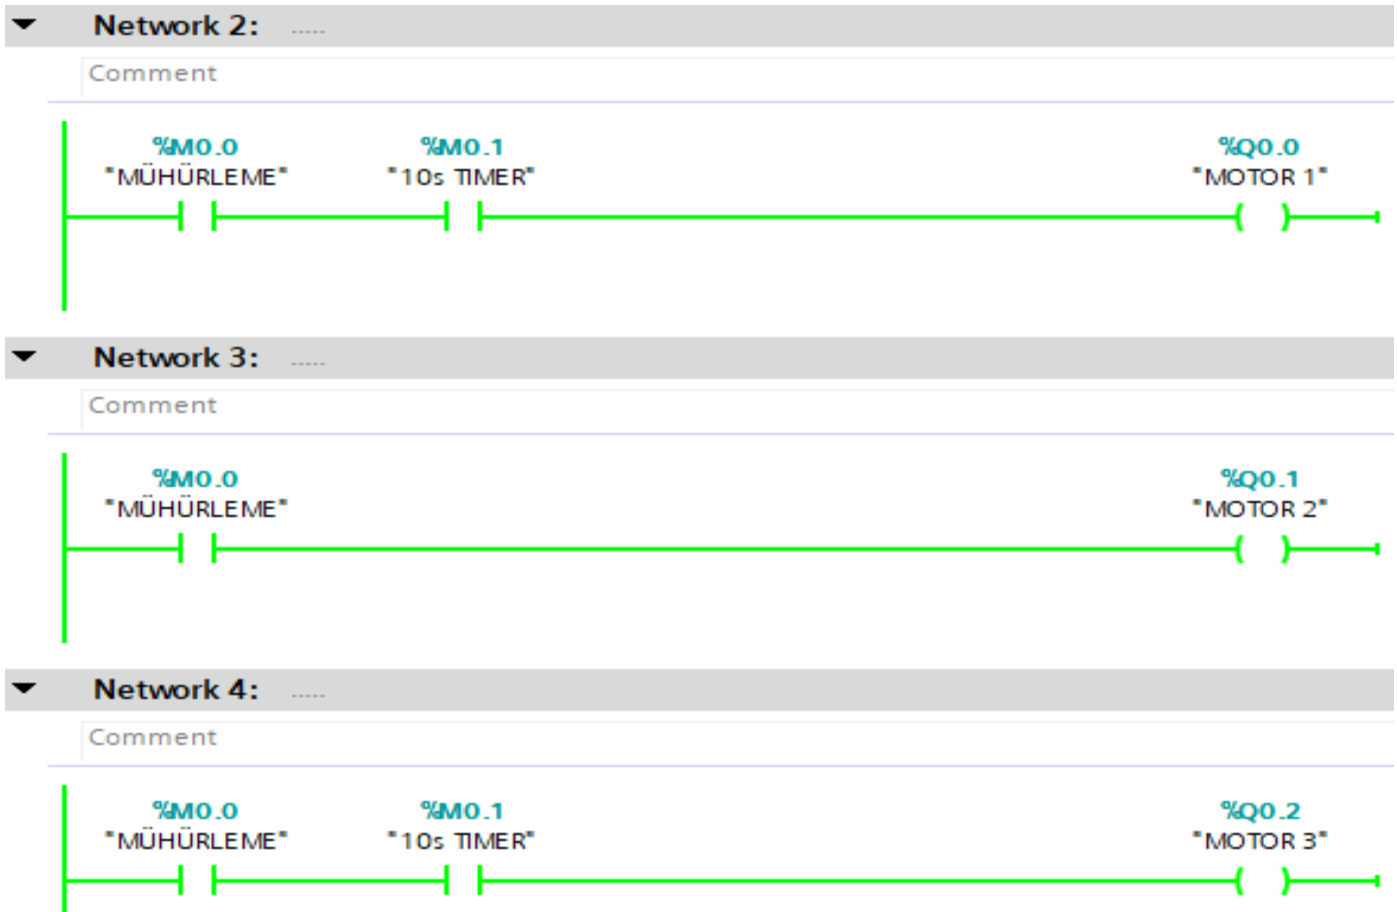 Network 2: .....
Comment
%M0.0 %M0.1 %Q0.0
"MÜHÜRLEME" "10s TIMER" "MOTOR 1"
Network 3: .....
Comment
%M0.0 %Q0.1
"MÜHÜRLEME" "MOTOR 2"
Network 4: .....
Comment
%M0.0 %M0.1 %Q0.2
"MÜHÜRLEME" "10s TIMER" "MOTOR 3"